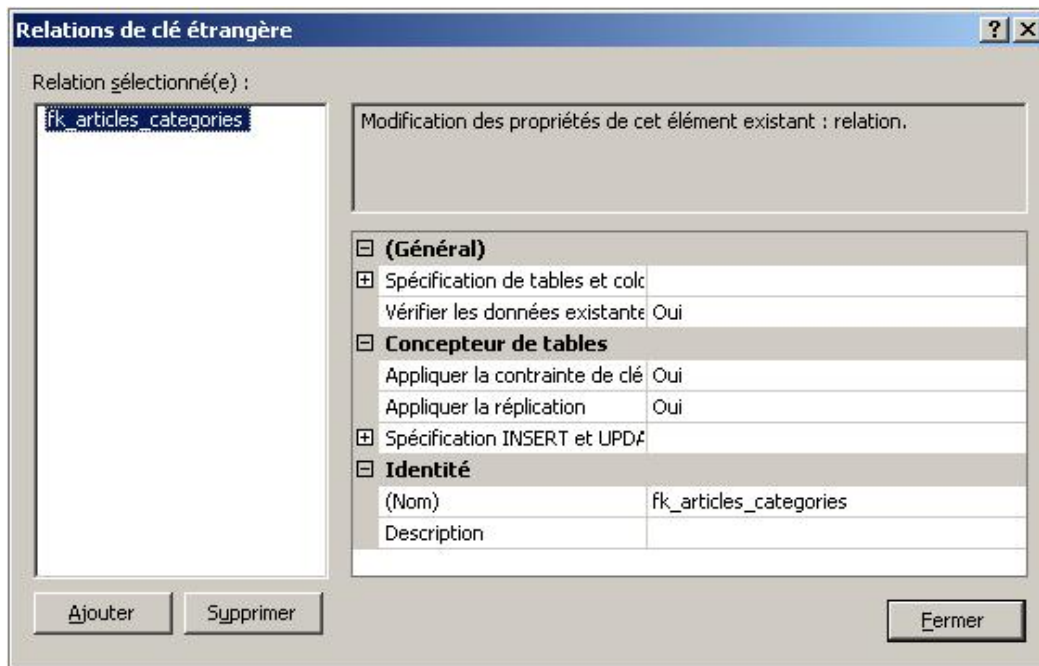 Relations de clé étrangère
Relation sélectionné(e) :
fk_articles_categories
Modification des propriétés de cet élément existant : relation.
(Général)
Spécification de tables et colo
Vérifier les données existante Oui
Concepteur de tables
Appliquer la contrainte de clé Oui
Appliquer la réplication Oui
Spécification INSERT et UPDA
Identité
(Nom) fk_articles_categories
Description
Ajouter Supprimer Fermer